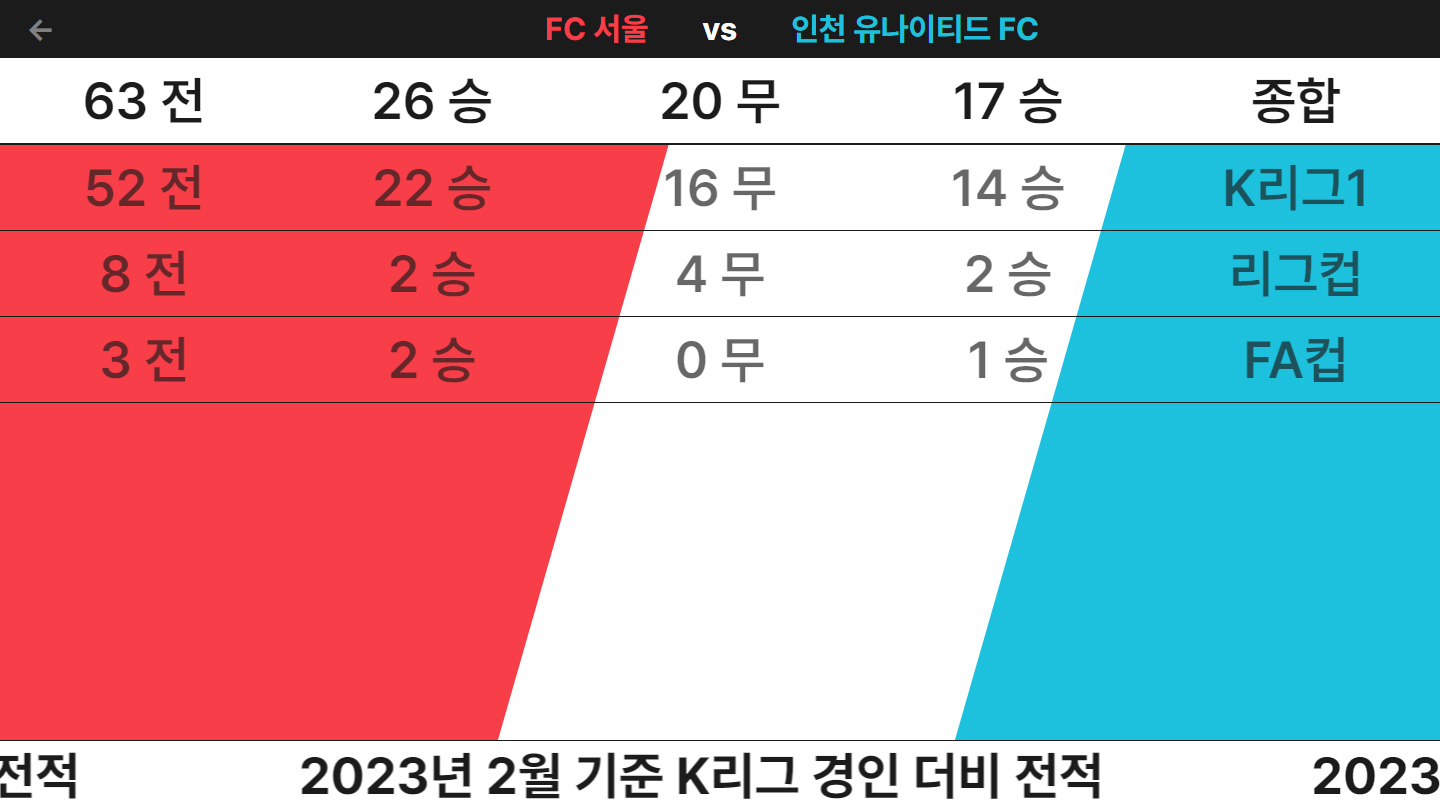 FC 서울 vs 인천 유나이티드 FC
63 전 26 승 20 무 17 승 종합
52 전 22 승 16 무 14 승 K리그1
8 전 2 승 4 무 2 승 리그컵
3 전 2 승 0 무 1 승 FA컵
전적 2023년 2월 기준 K리그 경인 더비 전적 2023